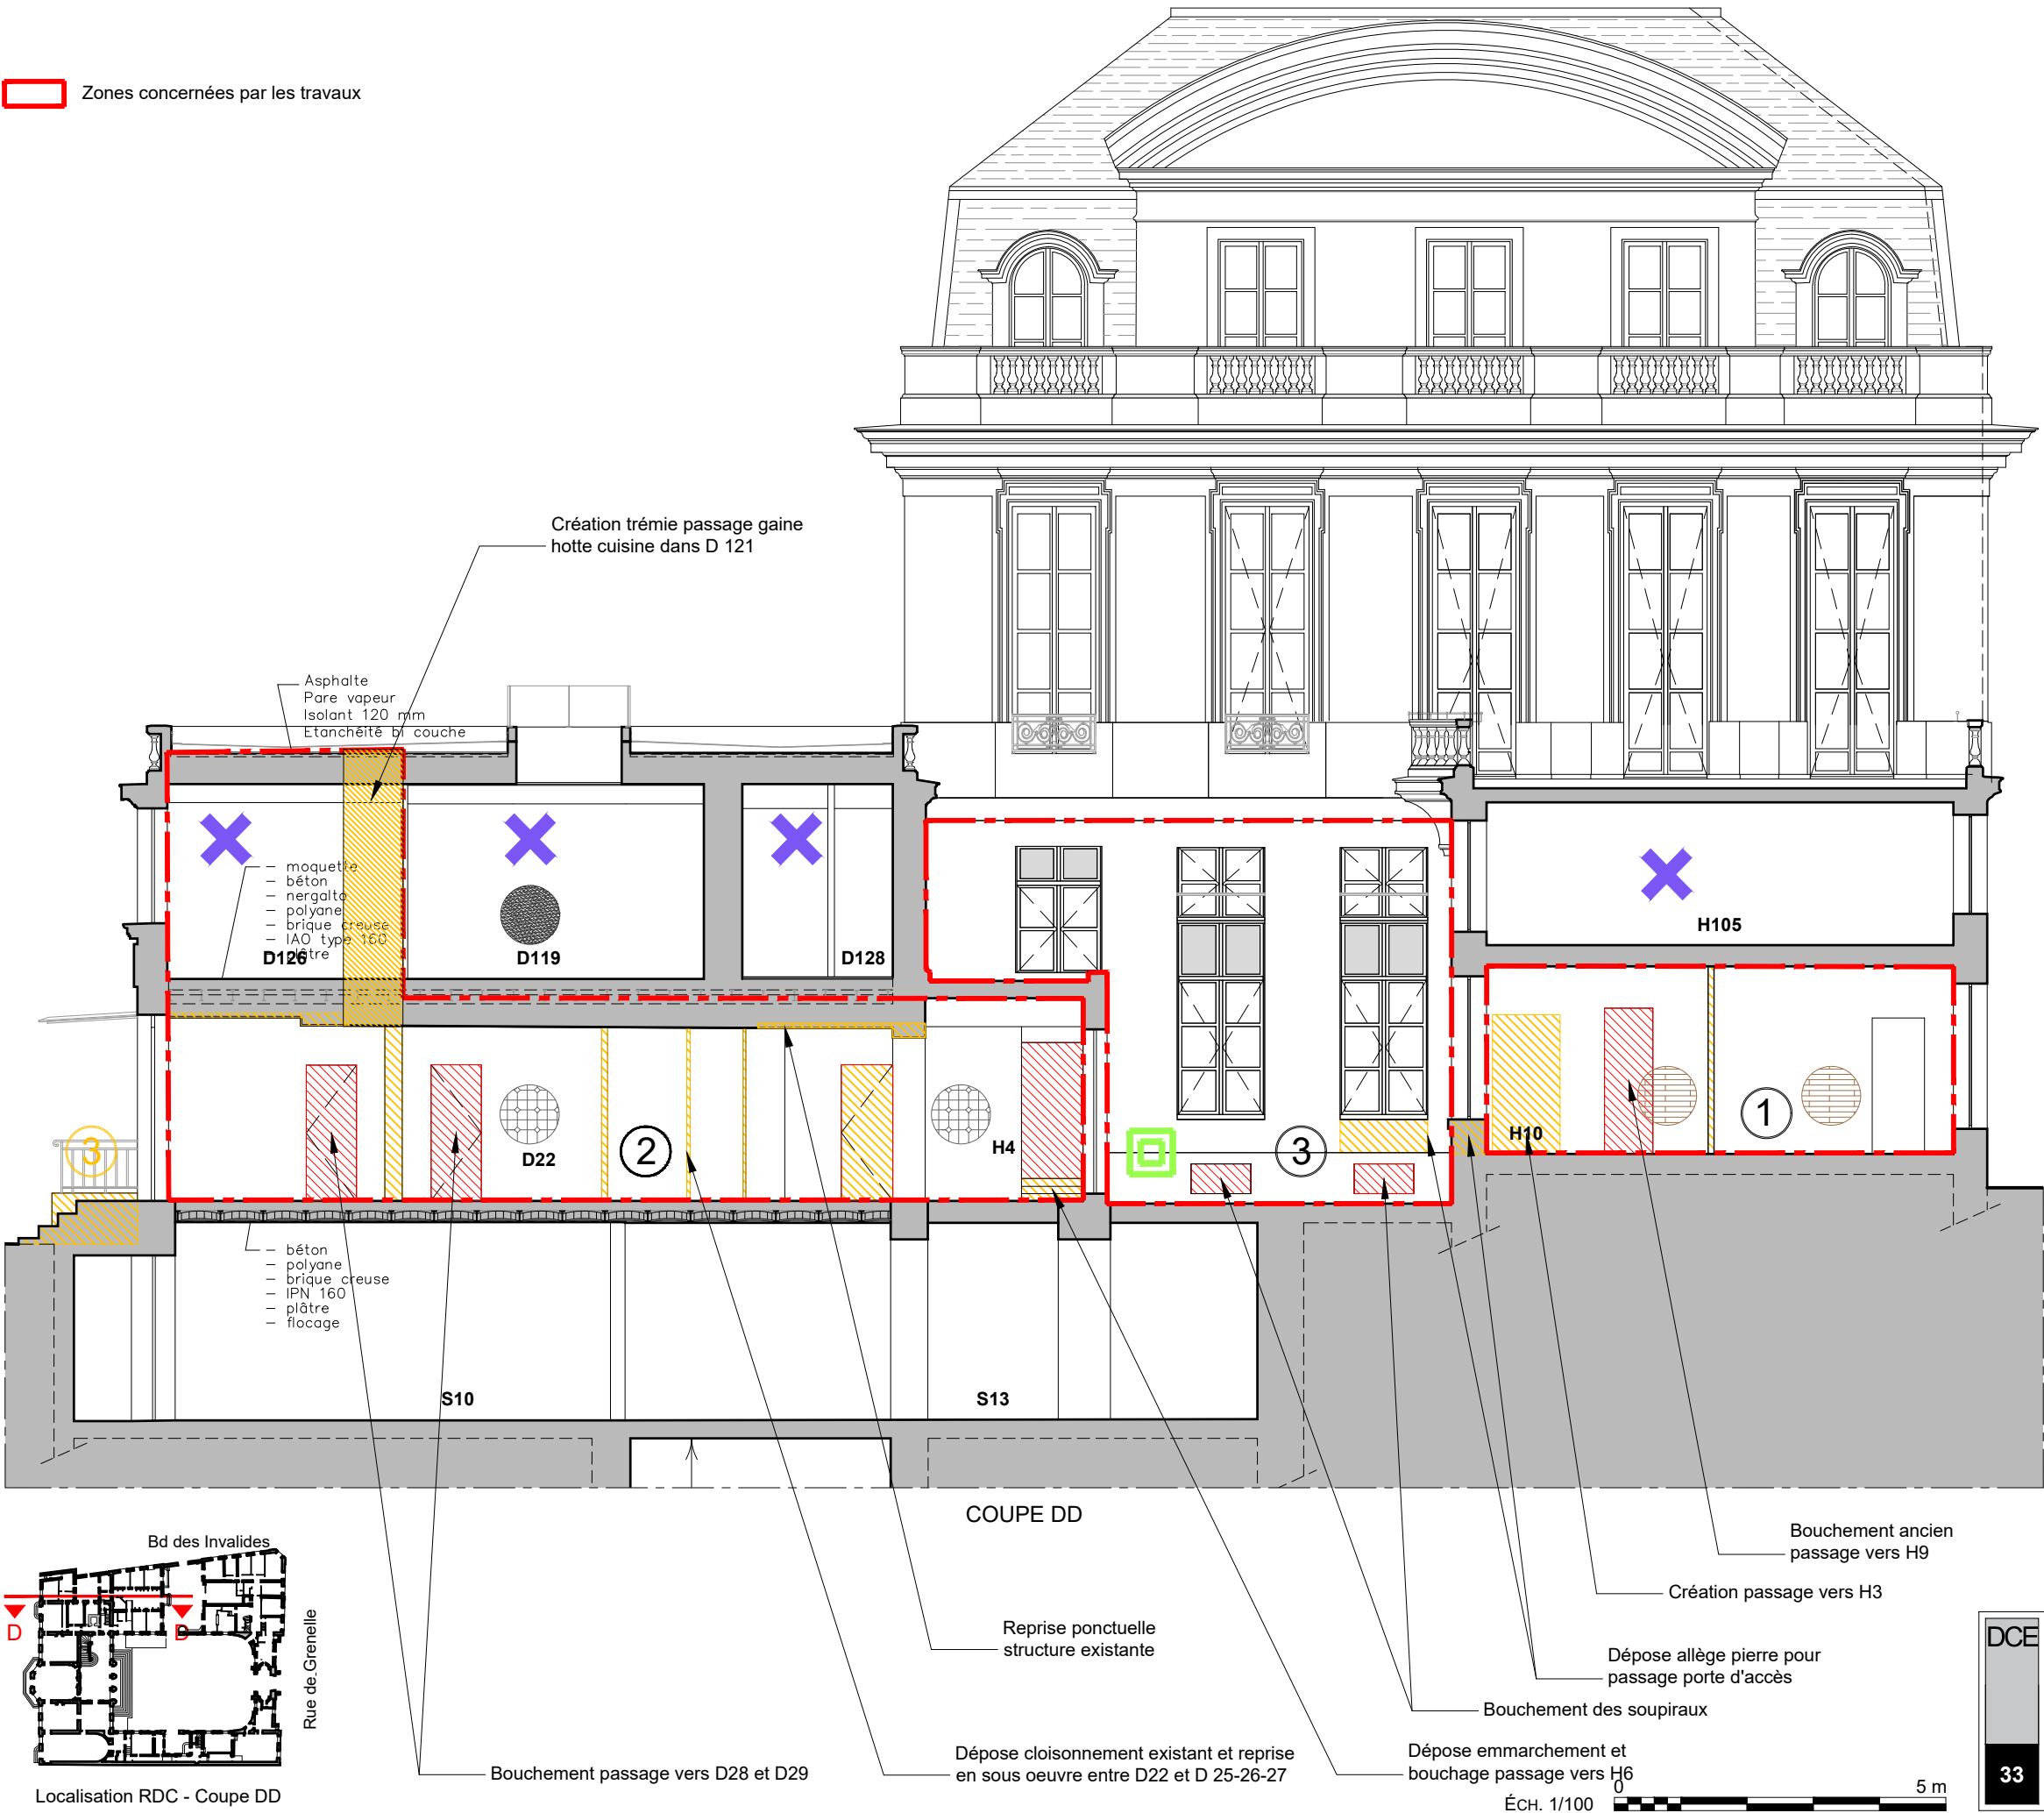 Zones concernées par les travaux
Création trémie passage gaine
hotte cuisine dans D 121
Asphalte
Pare vapeur
Isolant 120 mm
Etanchéité bi couche
– moquette
– béton
– nergalto
– polyane
– brique creuse
– IAO type 160
plâtre
D126
D119
D128
H105
3
D22
2
H4
3
H10
1
– béton
– polyane
– brique creuse
– IPN 160
– plâtre
– flocage
S10
S13
COUPE DD
Bd des Invalides
D
D
Rue de Grenelle
Localisation RDC - Coupe DD
Bouchement ancien
passage vers H9
Création passage vers H3
Reprise ponctuelle
structure existante
Dépose allège pierre pour
passage porte d'accès
Bouchement des soupiraux
Bouchement passage vers D28 et D29
Dépose cloisonnement existant et reprise
en sous oeuvre entre D22 et D 25-26-27
Dépose emmarchement et
bouchage passage vers H6
ÉCH. 1/100
0
5 m
DCE
33